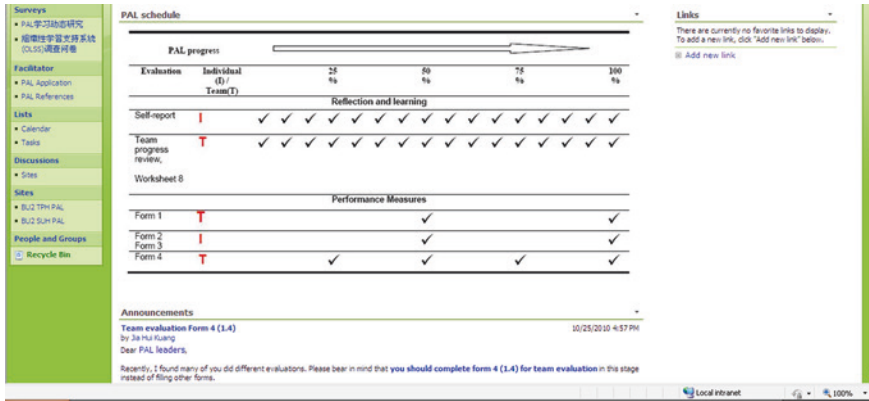 Surveys
PAL学习动态研究
循環性学習支持系統
(OLSS)调查问卷
Facilitator
PAL Application
PAL References
Lists
Calendar
Tasks
Discussions
Sites
Sites
BU2 TPH PAL
BU2 SUH PAL
People and Groups
Recycle Bin
PAL schedule
PAL progress
Evaluation Individual (I) / Team(T) 25 % 50 % 75 % 100 %
Reflection and learning
Self-report I ✓ ✓ ✓ ✓ ✓ ✓ ✓ ✓ ✓ ✓ ✓ ✓ ✓ ✓ ✓ ✓
Team progress review, T ✓ ✓ ✓ ✓ ✓ ✓ ✓ ✓ ✓ ✓ ✓ ✓ ✓ ✓ ✓ ✓
Worksheet 8
Performance Measures
Form 1 T ✓ ✓
Form 2 I ✓ ✓
Form 3
Form 4 T ✓ ✓ ✓ ✓
Announcements
Team evaluation Form 4 (1.4) 10/25/2010 4:57 PM
by Jia Hui Kuang
Dear PAL leaders,
Recently, I found many of you did different evaluations. Please bear in mind that you should complete form 4 (1.4) for team evaluation in this stage
instead of filing other forms.
Links
There are currently no favorite links to display.
To add a new link, click "Add new link" below.
Add new link
Local intranet 100%